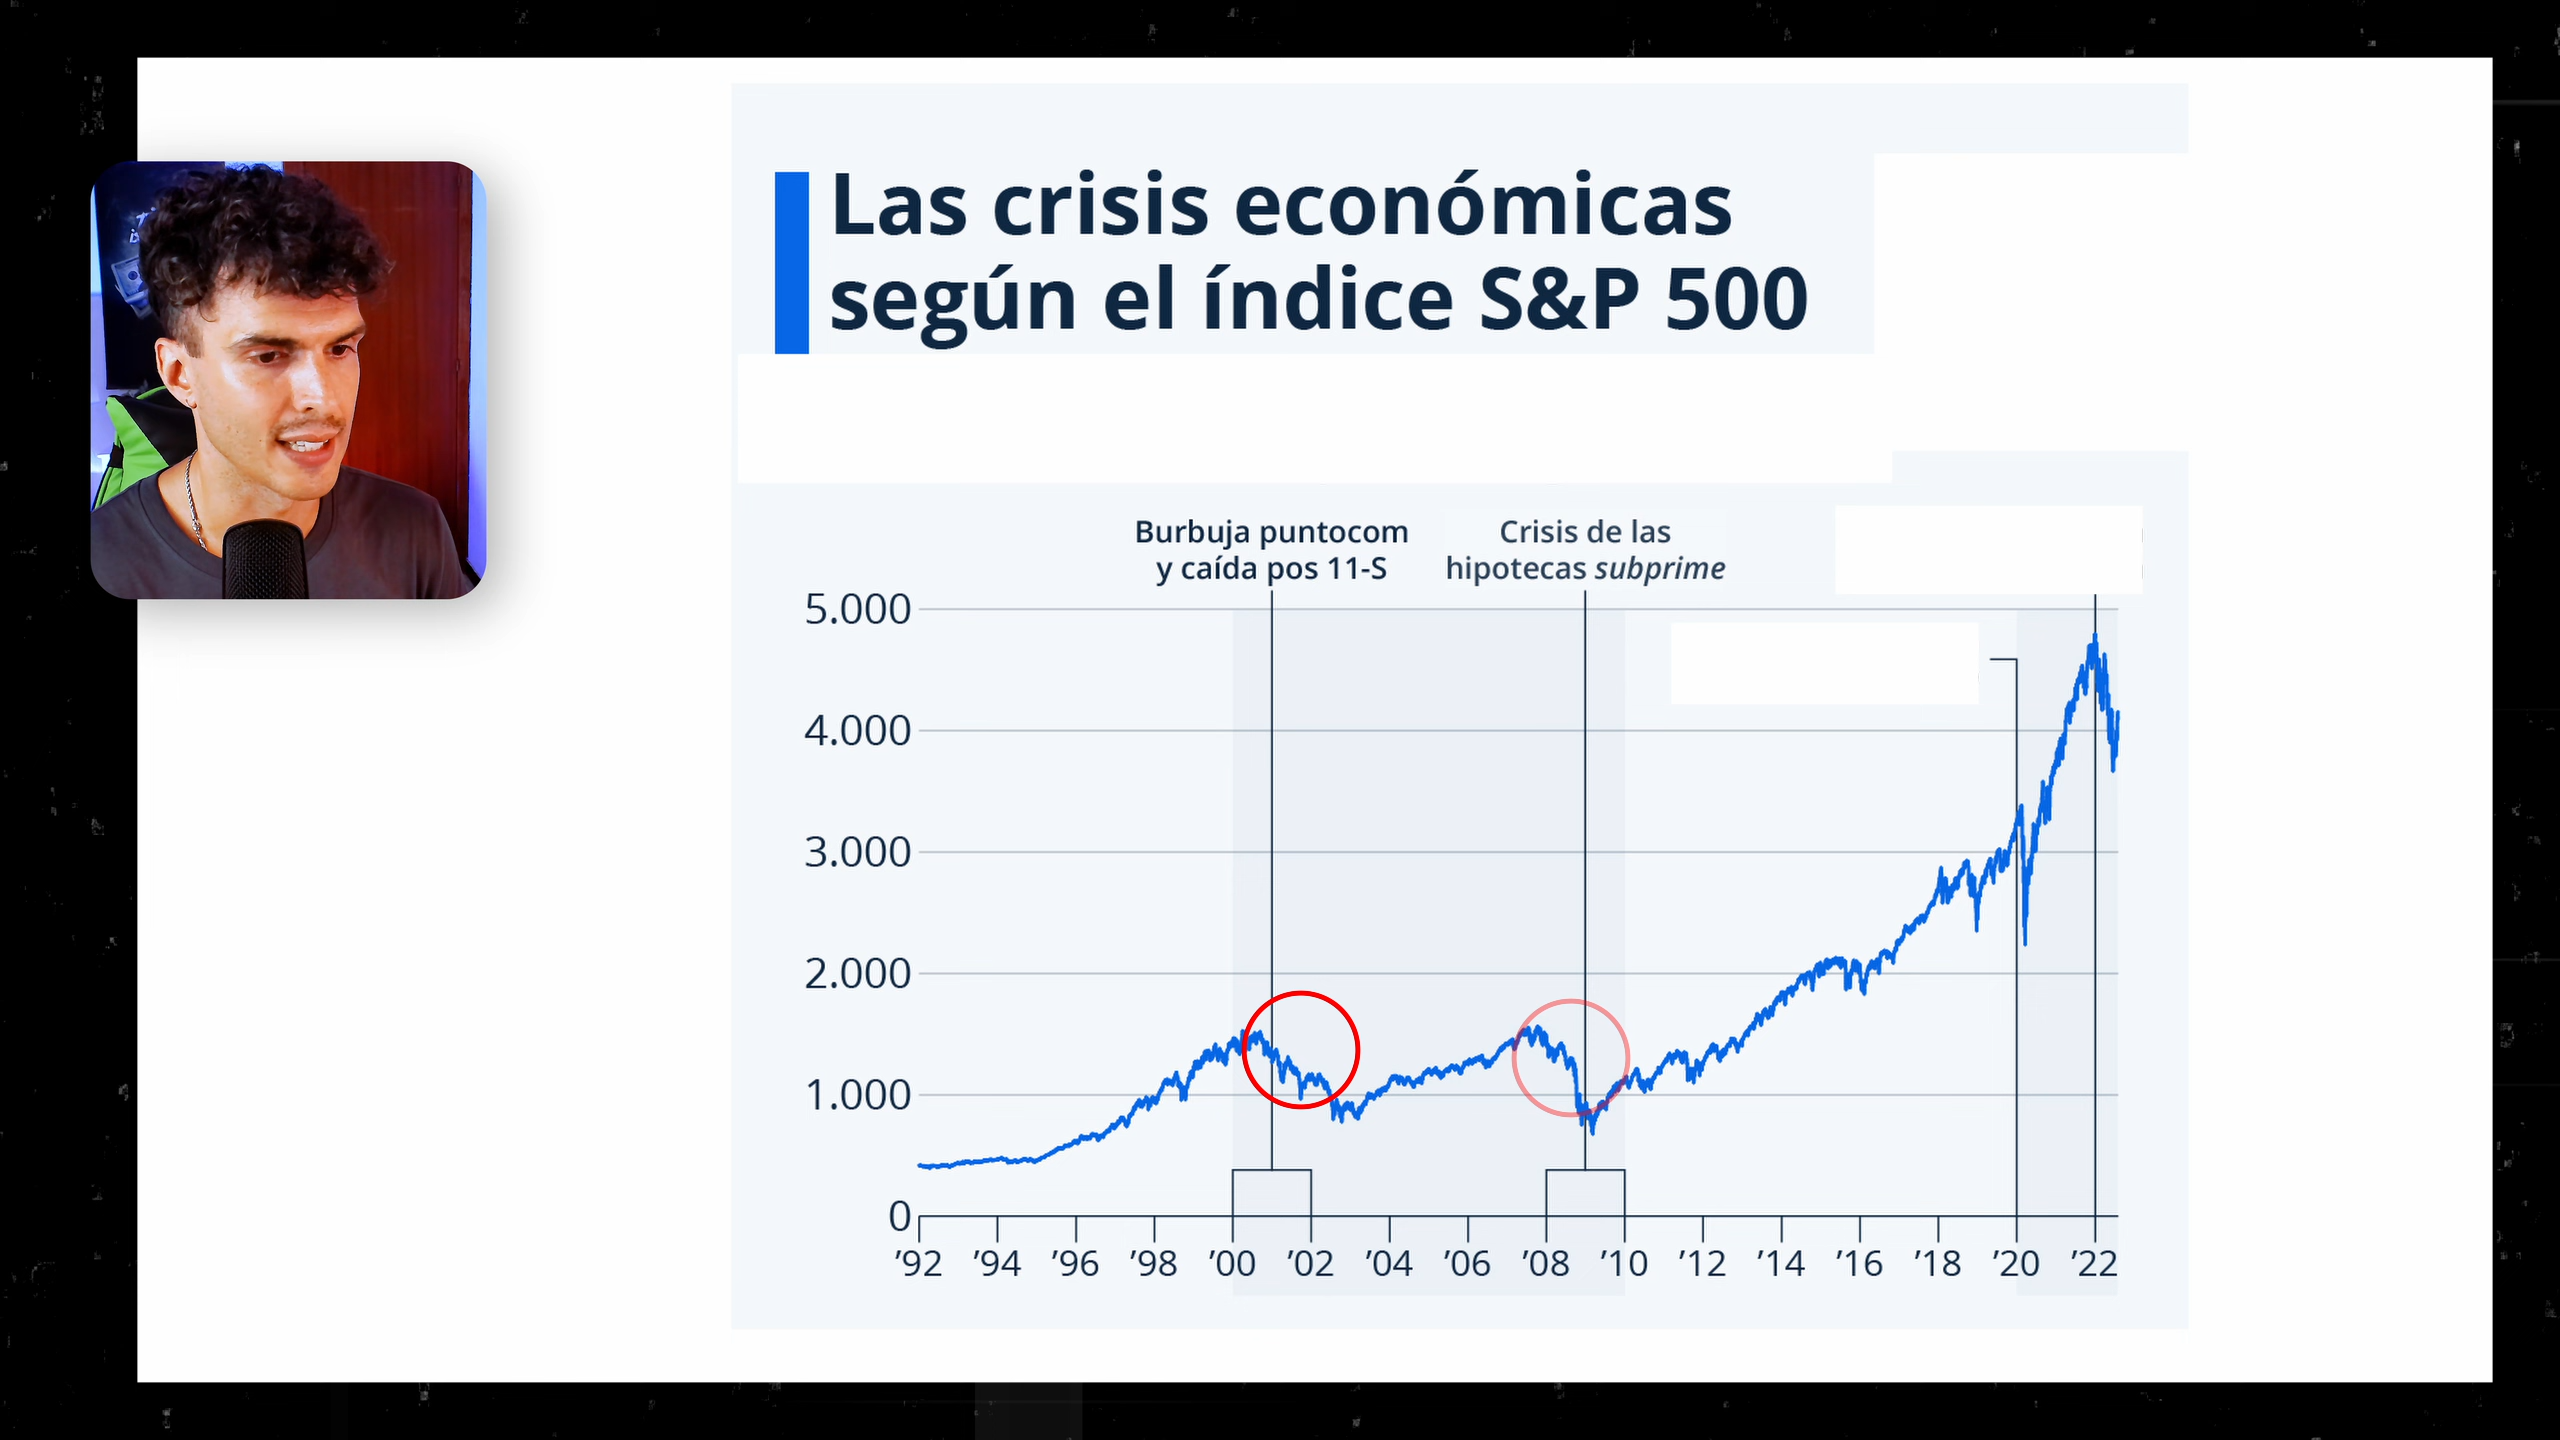 Las crisis económicas
según el índice S&P 500
Burbuja puntocom
y caída pos 11-S
Crisis de las
hipotecas subprime
5.000
4.000
3.000
2.000
1.000
0
’92 ’94 ’96 ’98 ’00 ’02 ’04 ’06 ’08 ’10 ’12 ’14 ’16 ’18 ’20 ’22